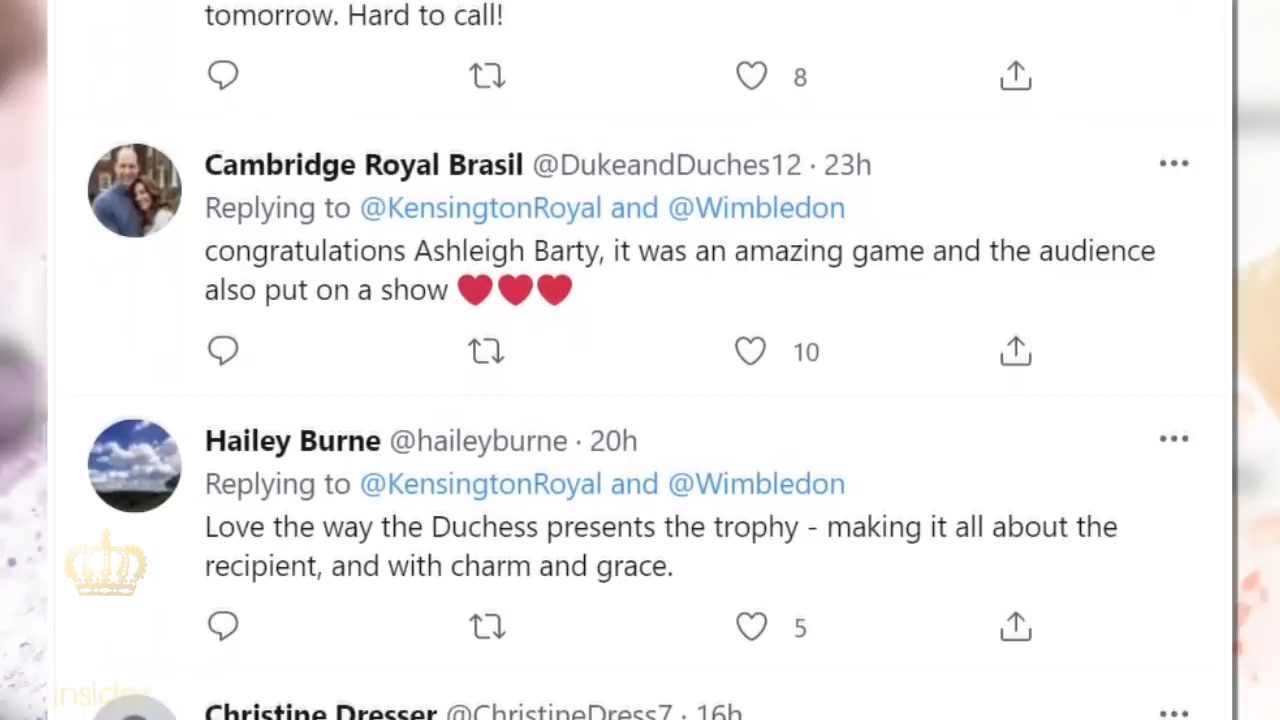 tomorrow. Hard to call!
8
Cambridge Royal Brasil @DukeandDuches12 · 23h
Replying to @KensingtonRoyal and @Wimbledon
congratulations Ashleigh Barty, it was an amazing game and the audience
also put on a show ❤️❤️❤️
10
Hailey Burne @haileyburne · 20h
Replying to @KensingtonRoyal and @Wimbledon
Love the way the Duchess presents the trophy - making it all about the
recipient, and with charm and grace.
5
Insider
Christine Dresser @ChristineDress7 · 16h